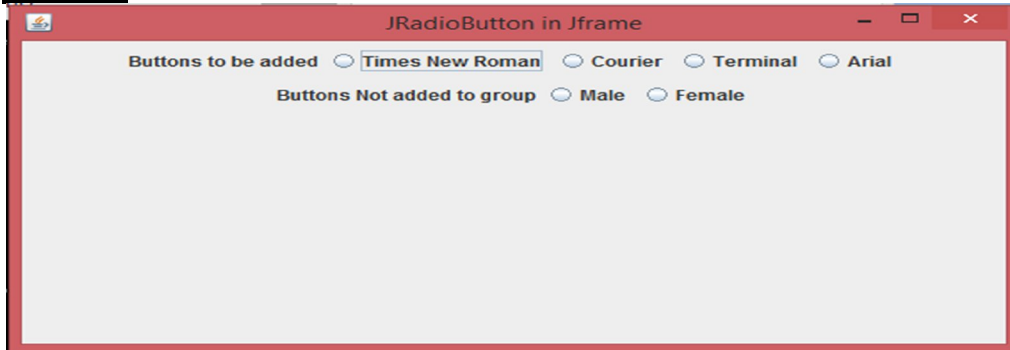 JRadioButton in Jframe
Buttons to be added Times New Roman Courier Terminal Arial
Buttons Not added to group Male Female